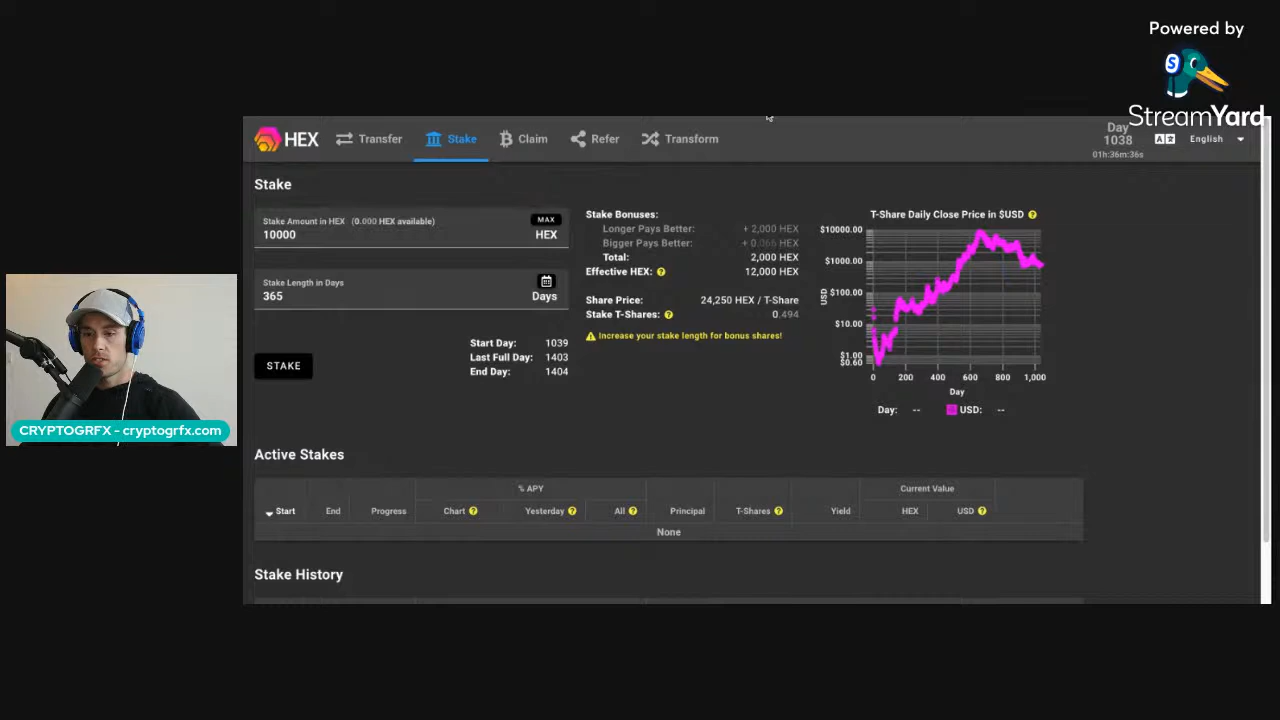 Powered by
StreamYard
HEX Transfer Stake Claim Refer Transform
Day
1038
01h:36m:36s
English
Stake
Stake Amount in HEX (0.000 HEX available) MAX
10000 HEX
Stake Length in Days
365 Days
STAKE
Start Day: 1039
Last Full Day: 1403
End Day: 1404
Stake Bonuses:
Longer Pays Better: + 2,000 HEX
Bigger Pays Better: + 0.066 HEX
Total: 2,000 HEX
Effective HEX: ? 12,000 HEX
Share Price: 24,250 HEX / T-Share
Stake T-Shares: ? 0.494
Increase your stake length for bonus shares!
T-Share Daily Close Price in $USD ?
$10000.00
$1000.00
$100.00
$10.00
$1.00
$0.60
USD
0 200 400 600 800 1,000
Day
Day: -- USD: --
CRYPTOGRFX - cryptogrfx.com
Active Stakes
% APY Current Value
Start End Progress Chart ? Yesterday ? All ? Principal T-Shares ? Yield HEX USD ?
None
Stake History